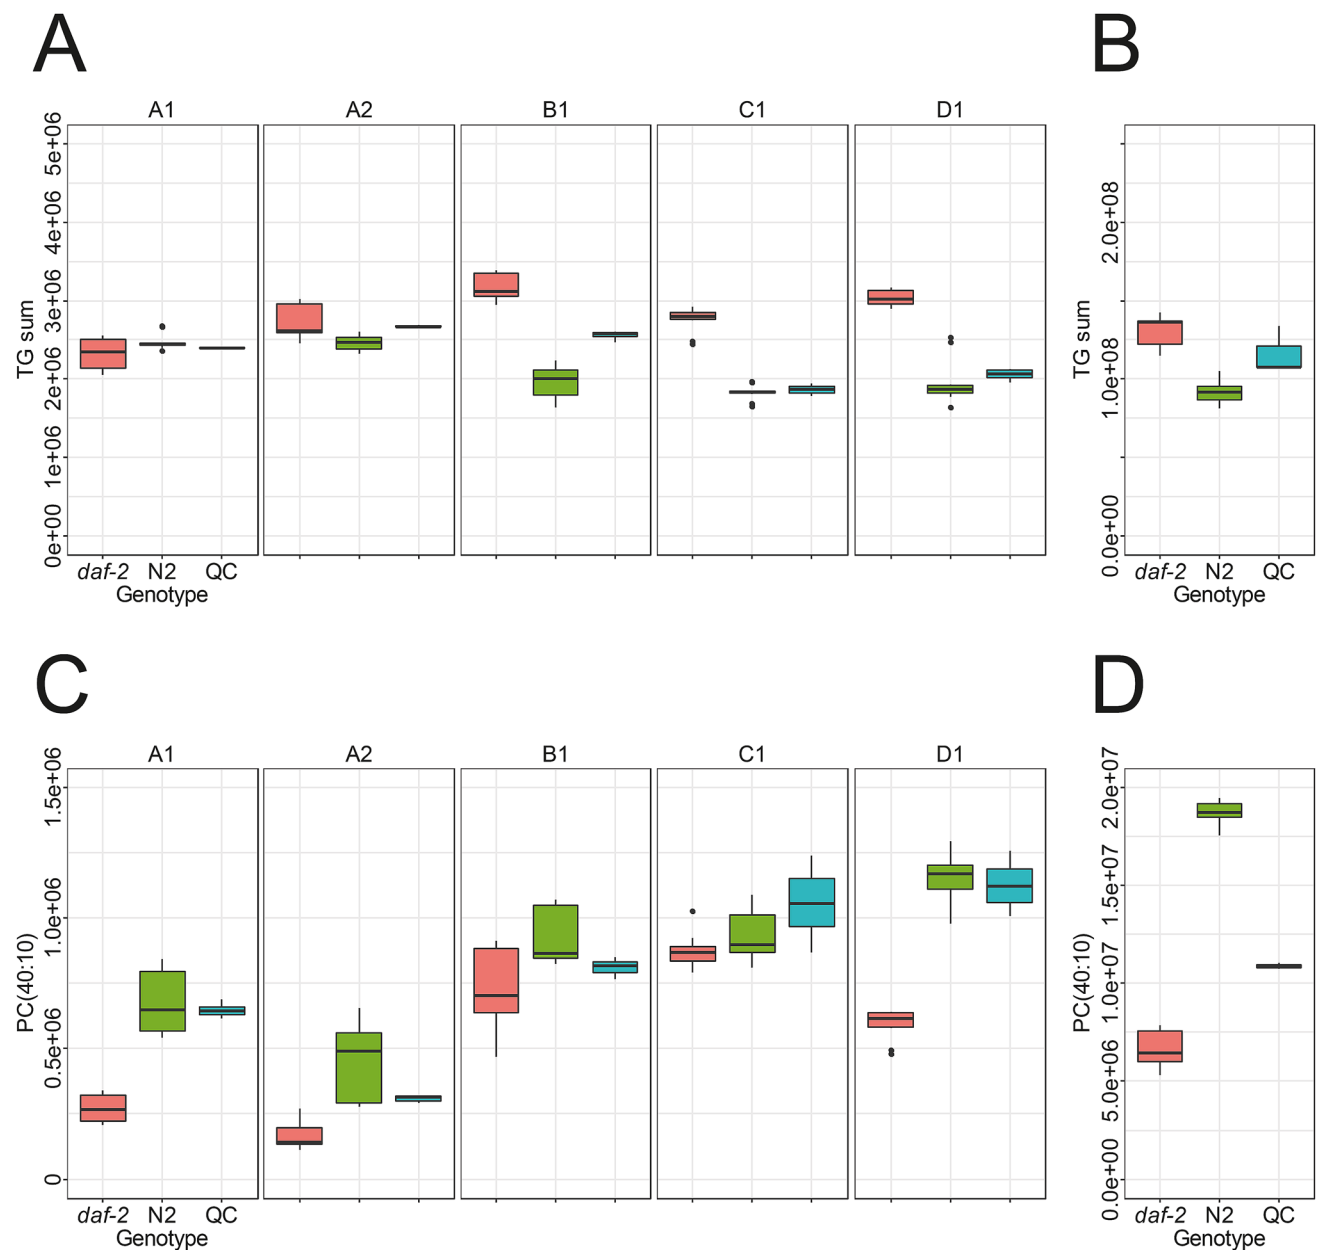 A
B
A1 A2 B1 C1 D1
TG sum
5e+06
4e+06
3e+06
2e+06
1e+06
0e+00
daf-2 N2 QC
Genotype
TG sum
2.0e+08
1.0e+08
0.0e+00
daf-2 N2 QC
Genotype
C
D
A1 A2 B1 C1 D1
PC(40:10)
1.5e+06
1.0e+06
0.5e+06
0
daf-2 N2 QC
Genotype
PC(40:10)
2.0e+07
1.5e+07
1.0e+07
5.0e+06
0.0e+00
daf-2 N2 QC
Genotype